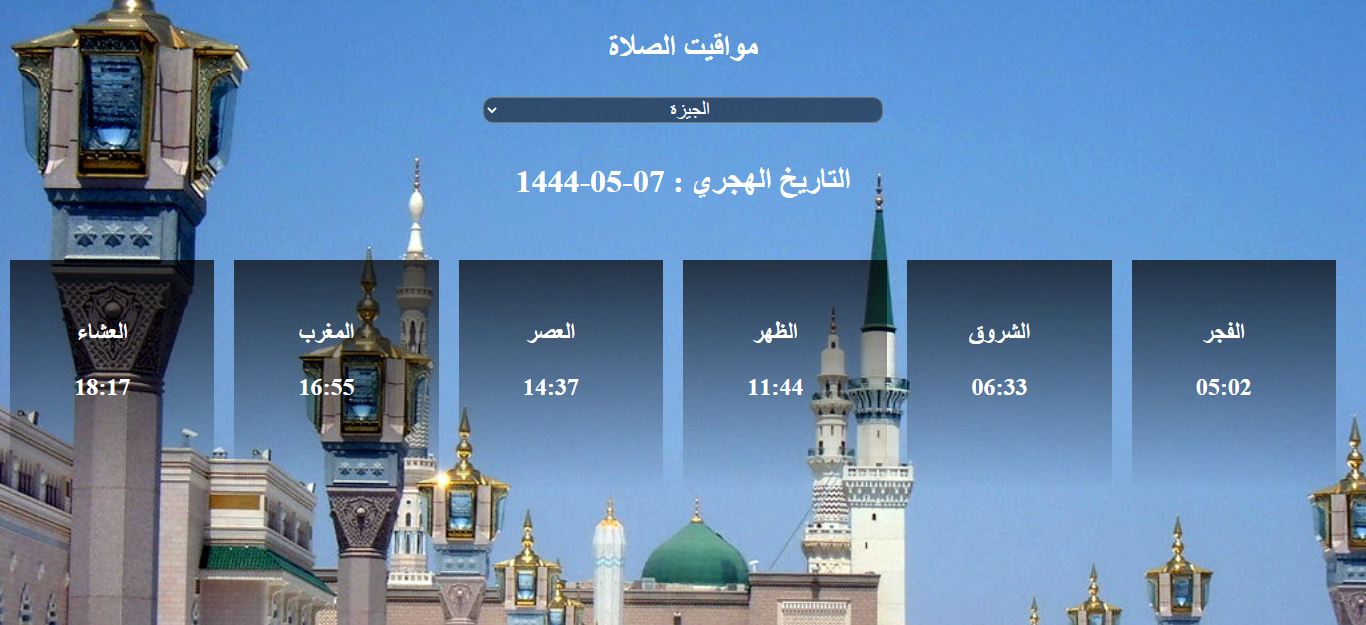 مواقيت الصلاة
الجيزة
التاريخ الهجري : 07-05-1444
الفجر
05:02
الشروق
06:33
الظهر
11:44
العصر
14:37
المغرب
16:55
العشاء
18:17